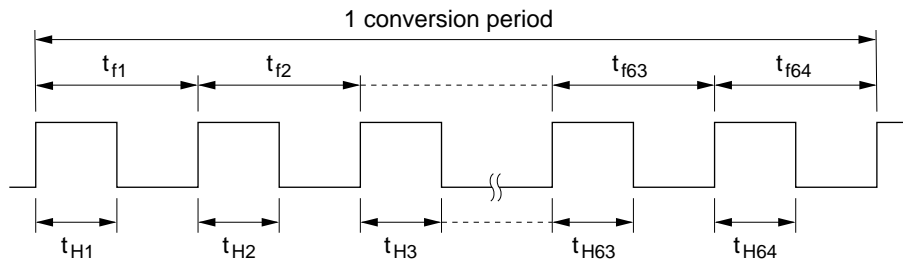 1 conversion period
tf1 tf2 tf63 tf64
tH1 tH2 tH3 tH63 tH64